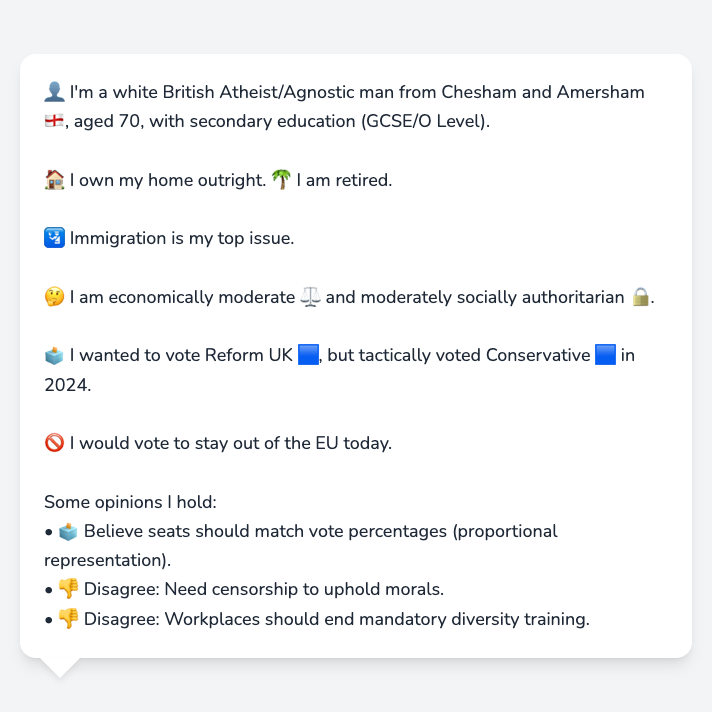 👤 I'm a white British Atheist/Agnostic man from Chesham and Amersham
🏴󠁧󠁢󠁥󠁮󠁧󠁿, aged 70, with secondary education (GCSE/O Level).
🏠 I own my home outright. 🌴 I am retired.
🛂 Immigration is my top issue.
🤔 I am economically moderate ⚖️ and moderately socially authoritarian 🔒.
🗳️ I wanted to vote Reform UK 🟦, but tactically voted Conservative 🟦 in
2024.
🚫 I would vote to stay out of the EU today.
Some opinions I hold:
• 🗳️ Believe seats should match vote percentages (proportional
representation).
• 👎 Disagree: Need censorship to uphold morals.
• 👎 Disagree: Workplaces should end mandatory diversity training.